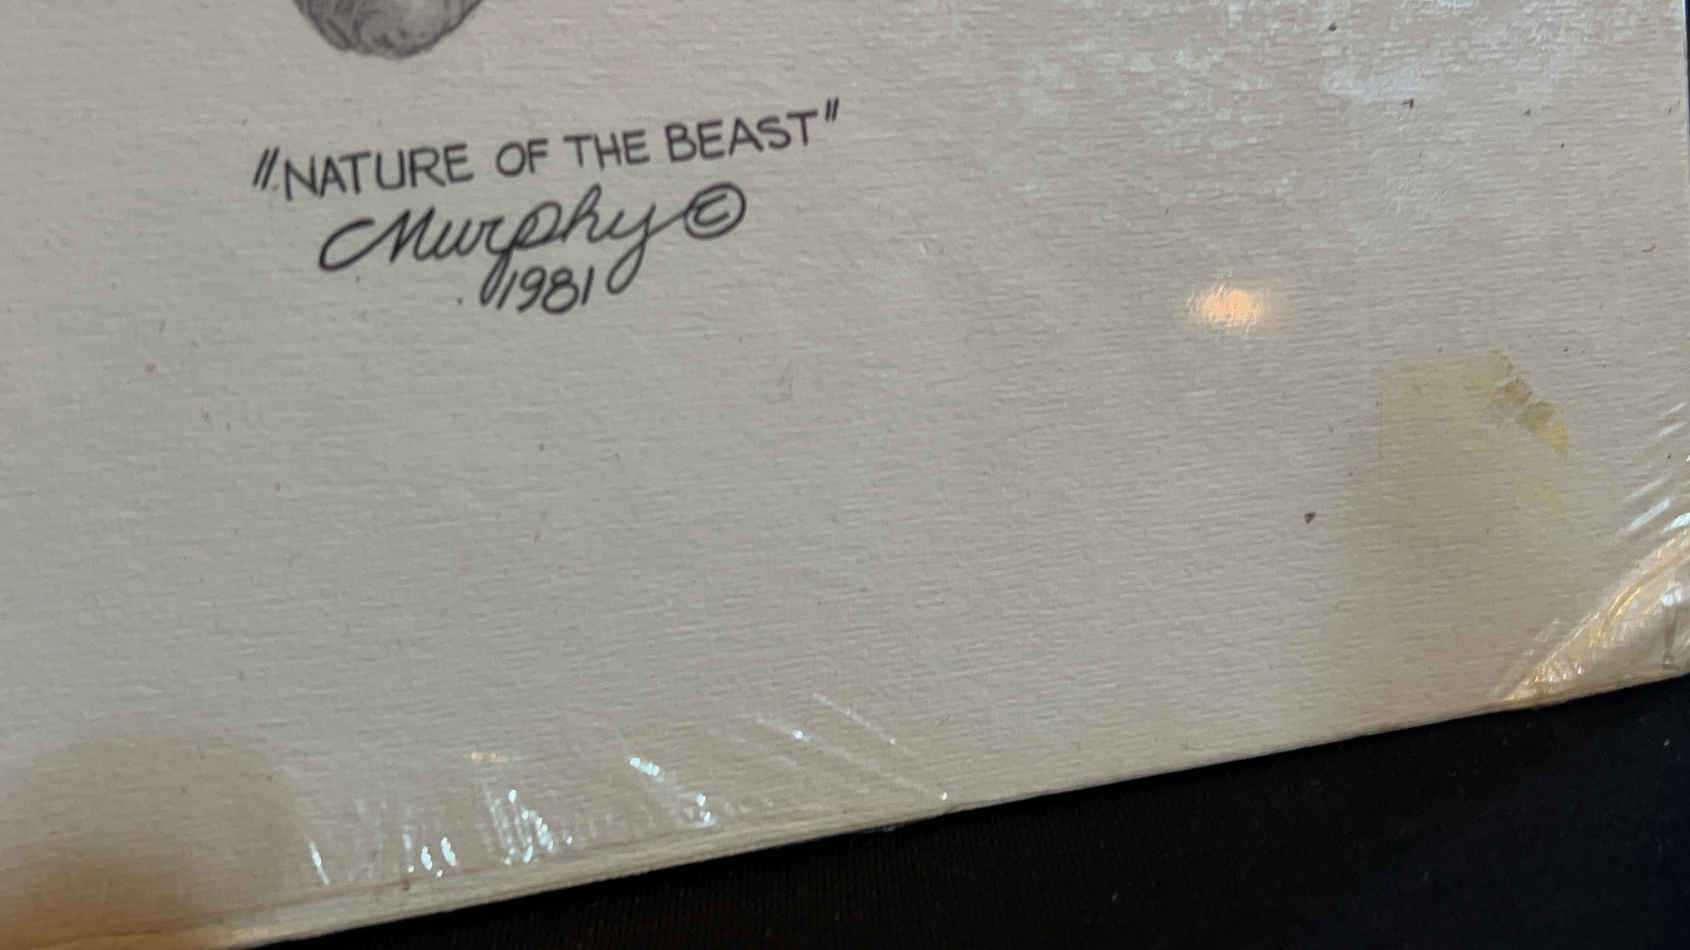 "NATURE OF THE BEAST"
Murphy ©
1981